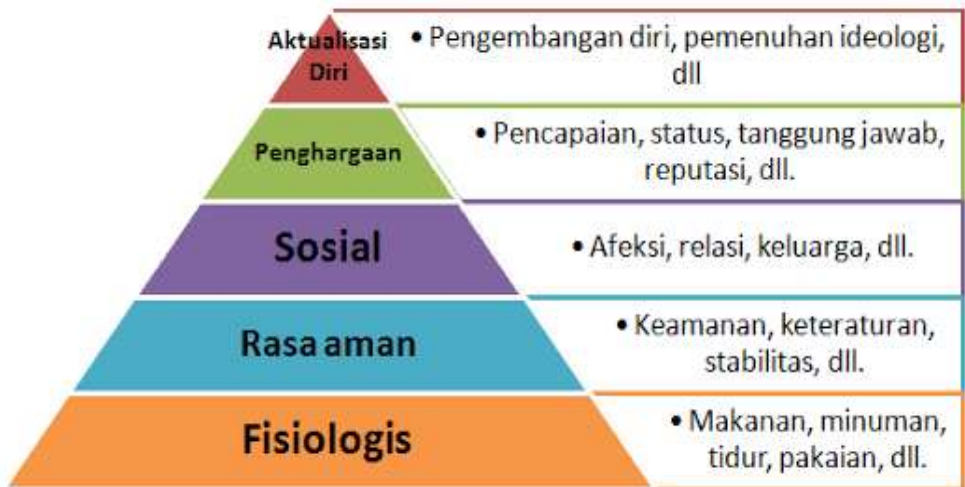 Aktualisasi
Diri
• Pengembangan diri, pemenuhan ideologi,
dll
Penghargaan
• Pencapaian, status, tanggung jawab,
reputasi, dll.
Sosial
• Afeksi, relasi, keluarga, dll.
Rasa aman
• Keamanan, keteraturan,
stabilitas, dll.
Fisiologis
• Makanan, minuman,
tidur, pakaian, dll.